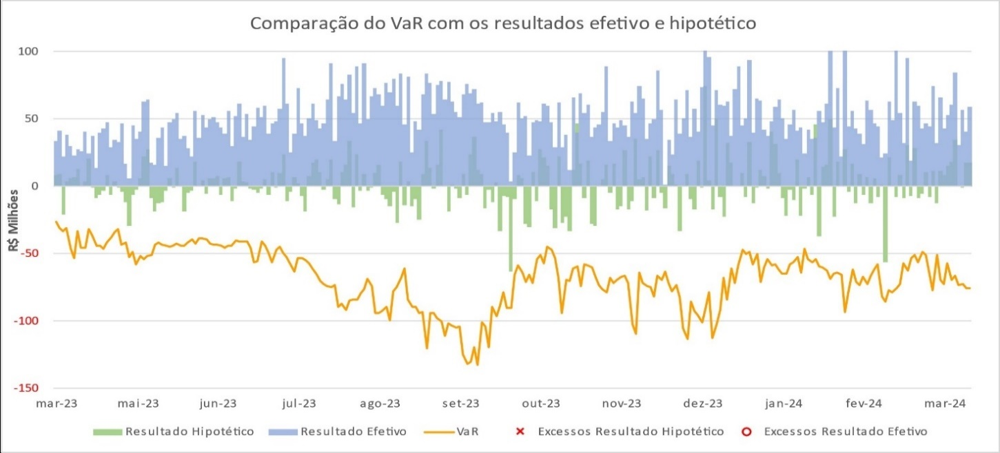 Comparação do VaR com os resultados efetivo e hipotético
100
50
0
-50
-100
-150
R$ Milhões
mar-23 mai-23 jun-23 jul-23 ago-23 set-23 out-23 nov-23 dez-23 jan-24 fev-24 mar-24
Resultado Hipotético Resultado Efetivo VaR Excessos Resultado Hipotético Excessos Resultado Efetivo